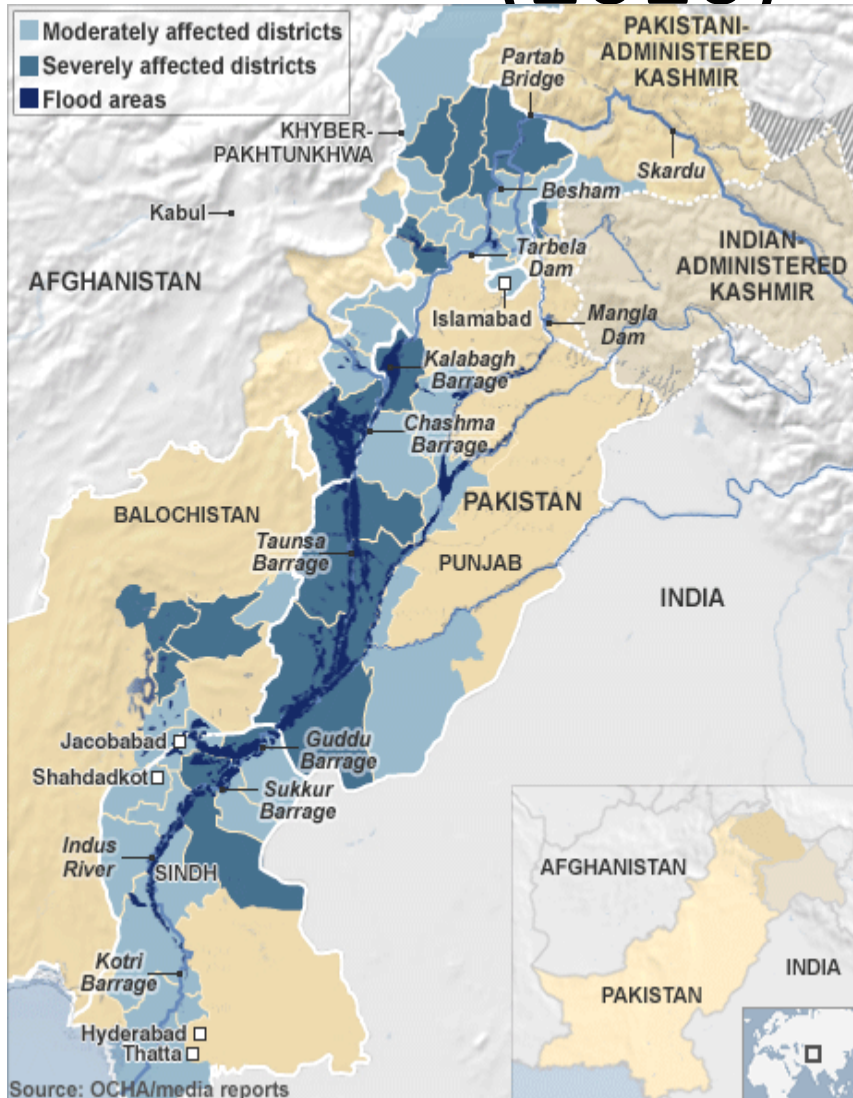 Moderately affected districts
Severely affected districts
Flood areas
PAKISTANI-
ADMINISTERED
KASHMIR
Partab
Bridge
KHYBER-
PAKHTUNKHWA
Skardu
Besham
Kabul
INDIAN-
ADMINISTERED
KASHMIR
Tarbela
Dam
AFGHANISTAN
Islamabad
Mangla
Dam
Kalabagh
Barrage
Chashma
Barrage
PAKISTAN
BALOCHISTAN
Taunsa
Barrage
PUNJAB
INDIA
Jacobabad
Guddu
Barrage
Shahdadkot
Sukkur
Barrage
Indus
River
SINDH
AFGHANISTAN
Kotri
Barrage
INDIA
PAKISTAN
Hyderabad
Thatta
Source: OCHA/media reports